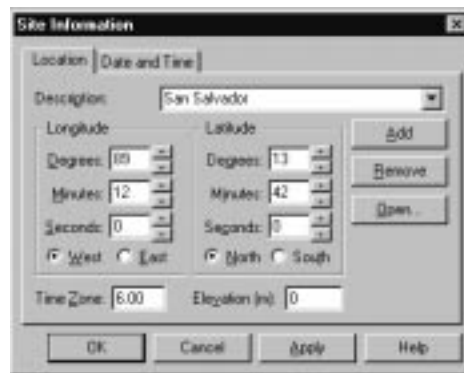 Site Information
Location Date and Time
Description: San Salvador
Longitude Latitude
Degrees: 89 Degrees: 13 Add
Minutes: 12 Minutes: 42 Remove
Seconds: 0 Seconds: 0 Open...
West East North South
Time Zone: 6.00 Elevation (m): 0
OK Cancel Apply Help